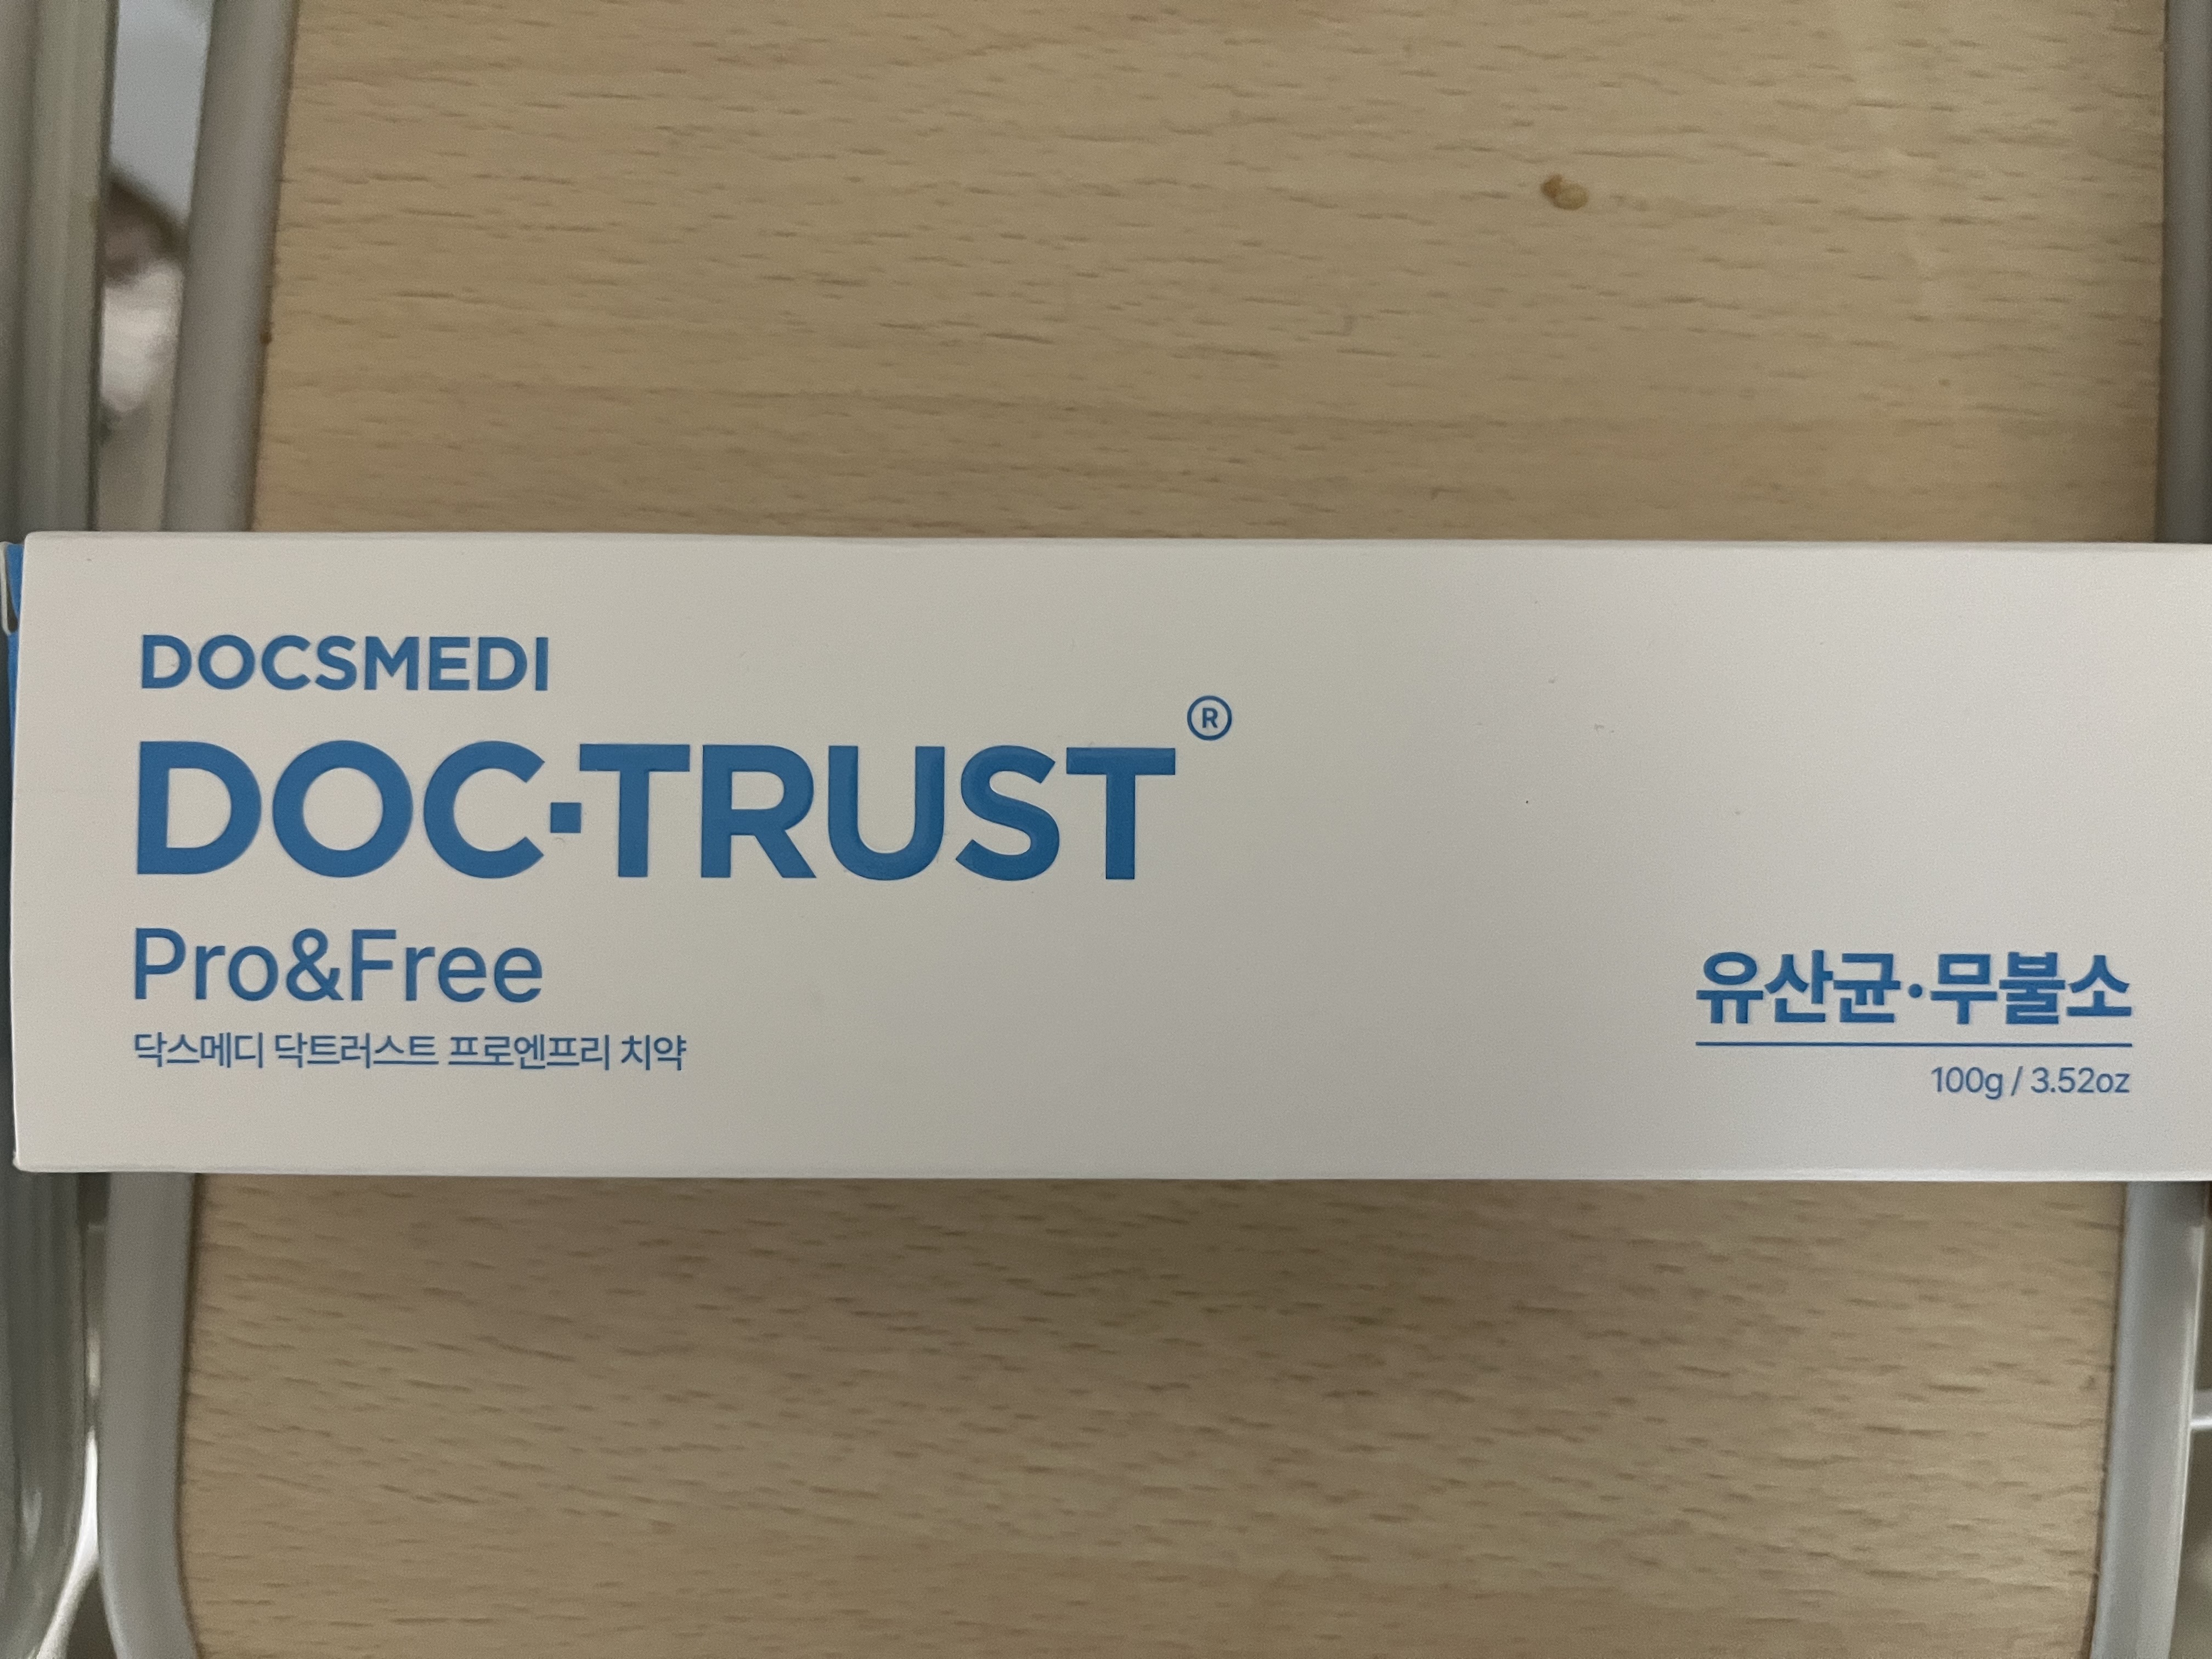 DOCSMEDI
DOC·TRUST®
Pro&Free
닥스메디 닥트러스트 프로엔프리 치약
유산균·무불소
100g / 3.52oz